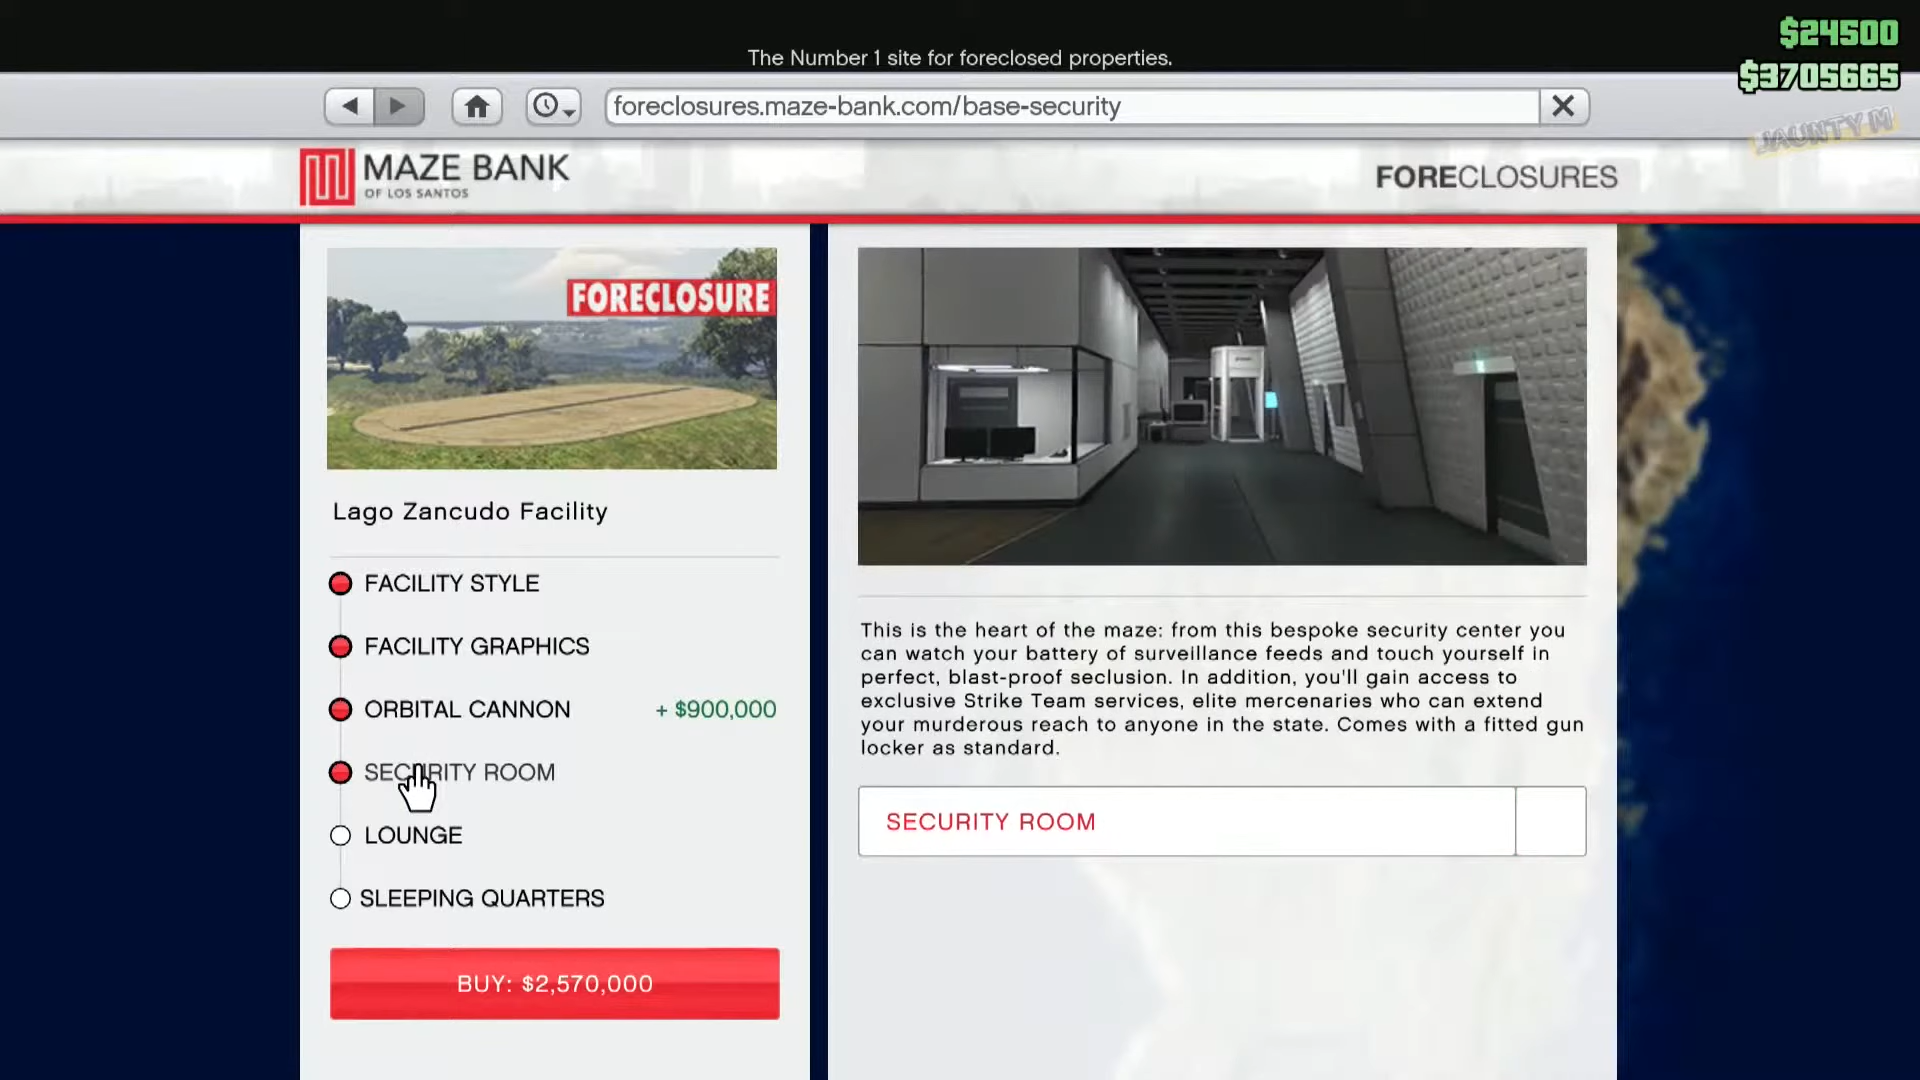 $24500
The Number 1 site for foreclosed properties.
$3705665
foreclosures.maze-bank.com/base-security
JAUNTY M
MAZE BANK
OF LOS SANTOS
FORECLOSURES
FORECLOSURE
Lago Zancudo Facility
FACILITY STYLE
FACILITY GRAPHICS
ORBITAL CANNON + $900,000
SECURITY ROOM
LOUNGE
SLEEPING QUARTERS
BUY: $2,570,000
This is the heart of the maze: from this bespoke security center you
can watch your battery of surveillance feeds and touch yourself in
perfect, blast-proof seclusion. In addition, you'll gain access to
exclusive Strike Team services, elite mercenaries who can extend
your murderous reach to anyone in the state. Comes with a fitted gun
locker as standard.
SECURITY ROOM